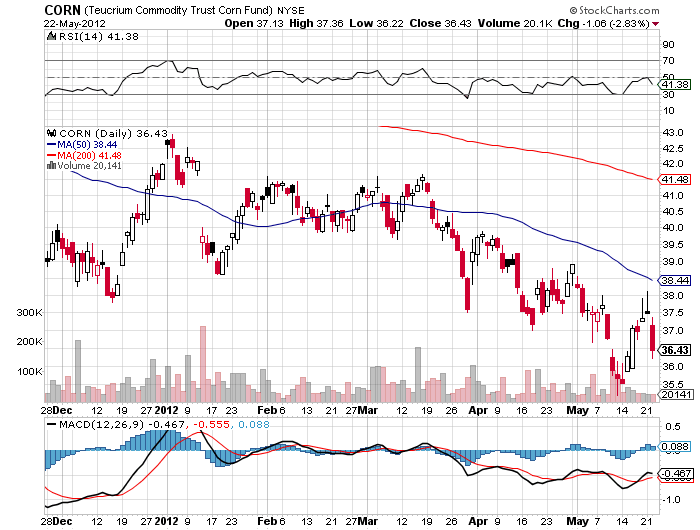 CORN (Teucrium Commodity Trust Corn Fund) NYSE © StockCharts.com
22-May-2012 Open 37.13 High 37.36 Low 36.22 Close 36.43 Volume 20.1K Chg -1.06 (-2.83%)
RSI(14) 41.38
90
70
50
41.38
30
10
CORN (Daily) 36.43
MA(50) 38.44
MA(200) 41.48
Volume 20,141
43.0
42.5
42.0
41.48
41.0
40.5
40.0
39.5
39.0
38.44
38.0
37.5
37.0
36.43
36.0
35.5
20141
300K
200K
100K
28 Dec 12 19 27 2012 9 17 23 Feb 6 13 21 27 Mar 12 19 26 Apr 9 16 23 May 7 14 21
MACD(12,26,9) -0.467, -0.555, 0.088
0.5
0.088
-0.467
-1.0
28 Dec 12 19 27 2012 9 17 23 Feb 6 13 21 27 Mar 12 19 26 Apr 9 16 23 May 7 14 21